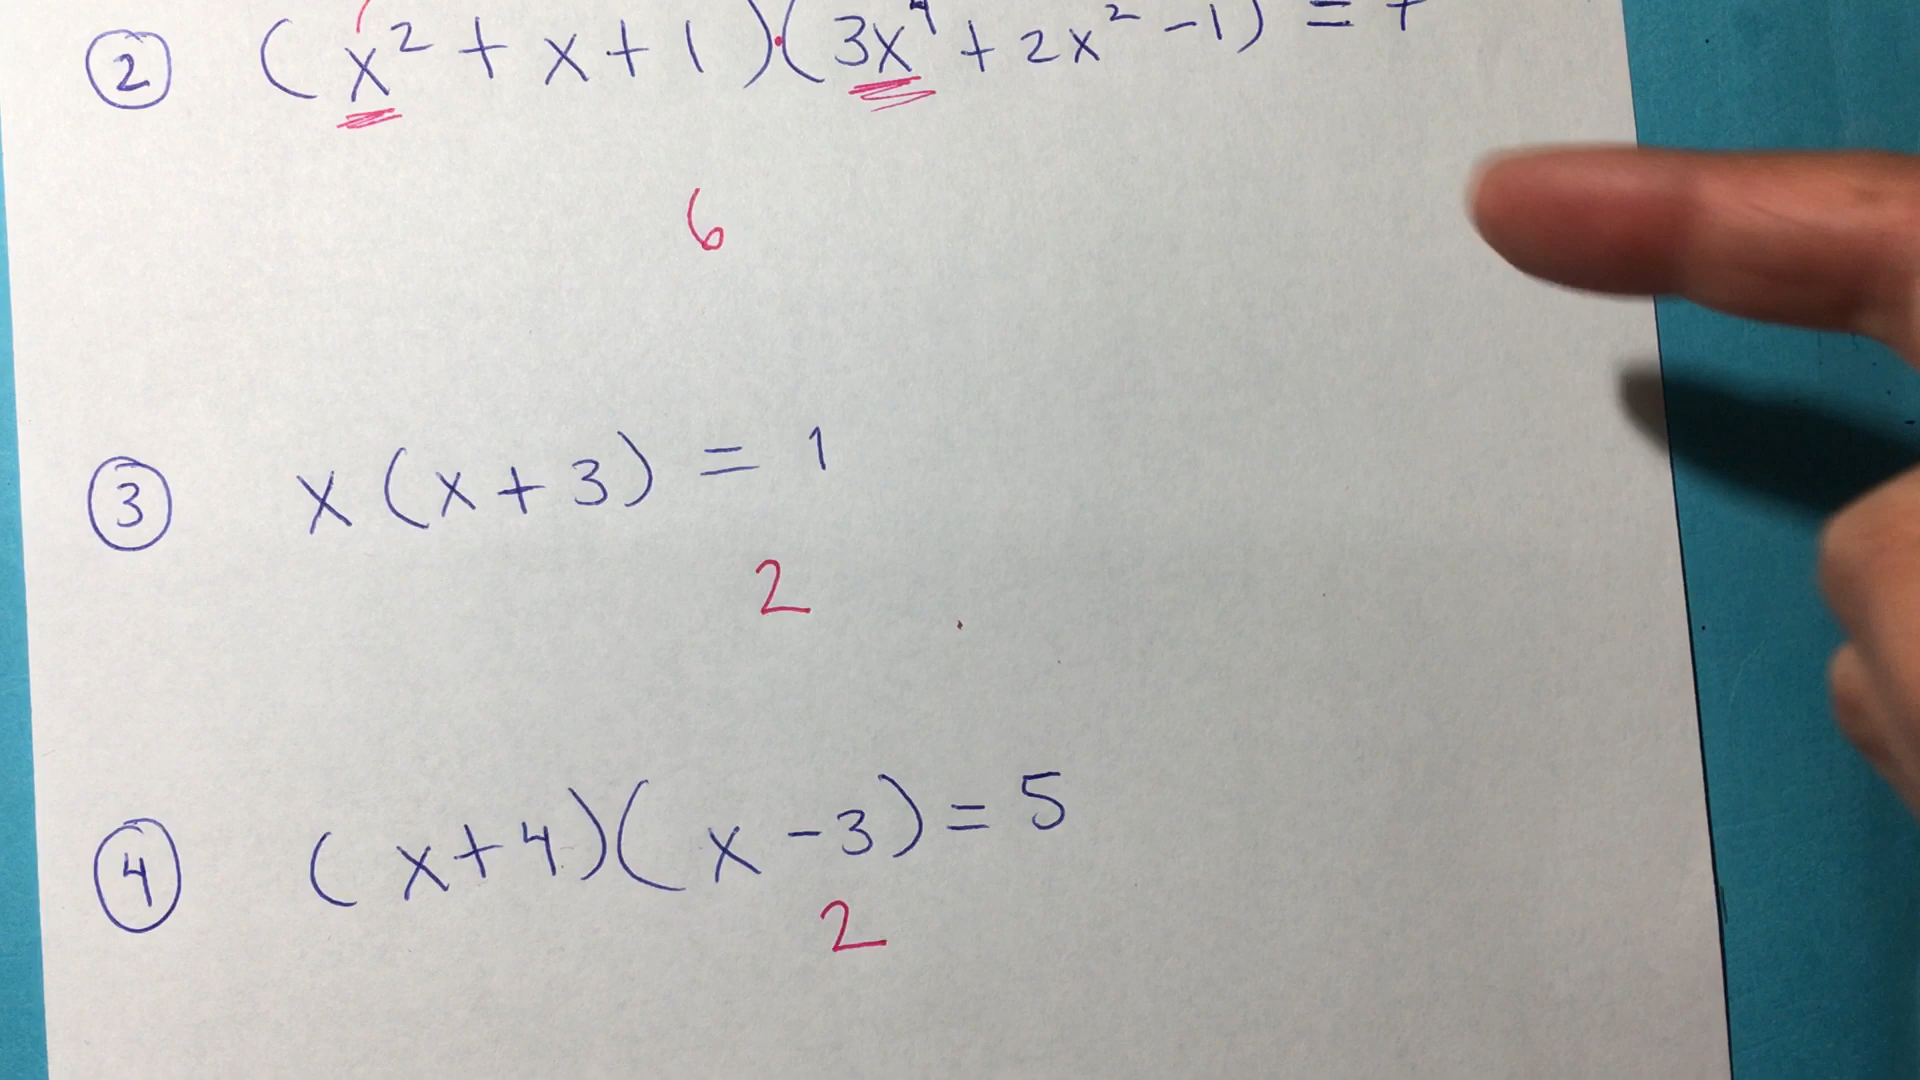 ② (x² + x + 1)·(3x⁴ + 2x² - 1) =
6
③ x(x + 3) = 1
2
④ (x + 4)(x - 3) = 5
2